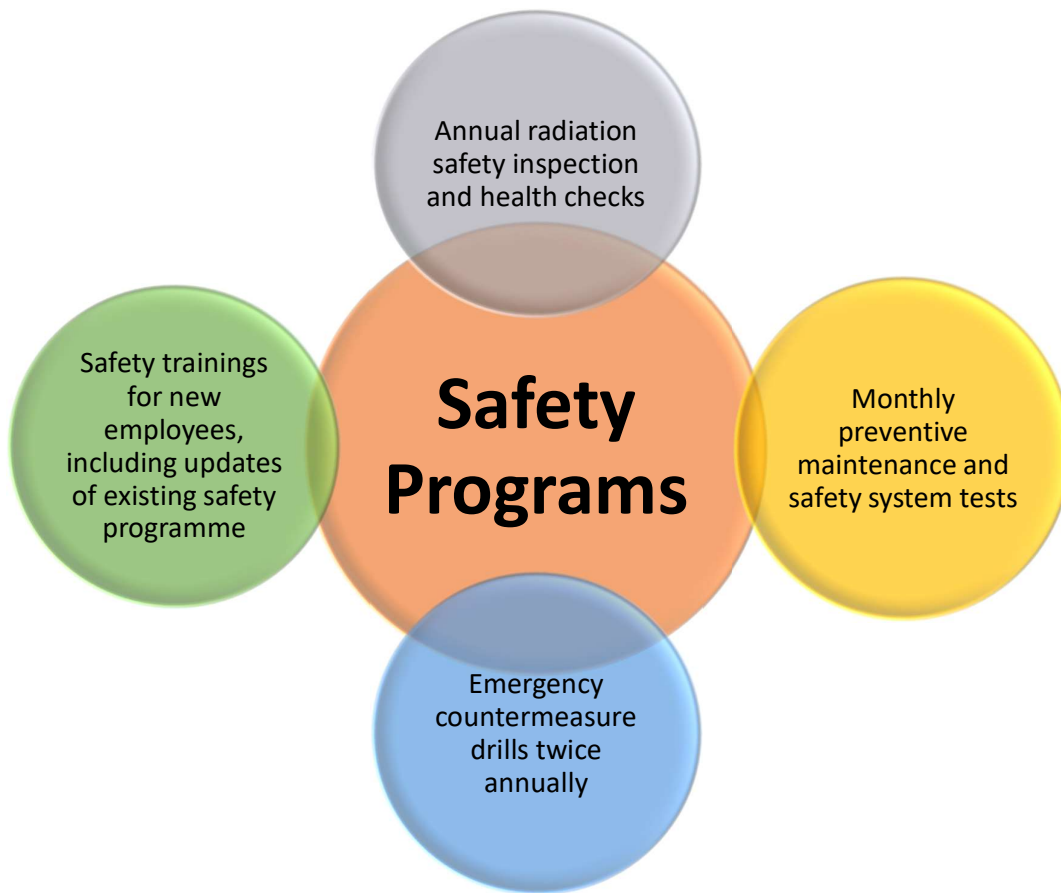 Annual radiation
safety inspection
and health checks
Safety trainings
for new
employees,
including updates
of existing safety
programme
Safety
Programs
Monthly
preventive
maintenance and
safety system tests
Emergency
countermeasure
drills twice
annually